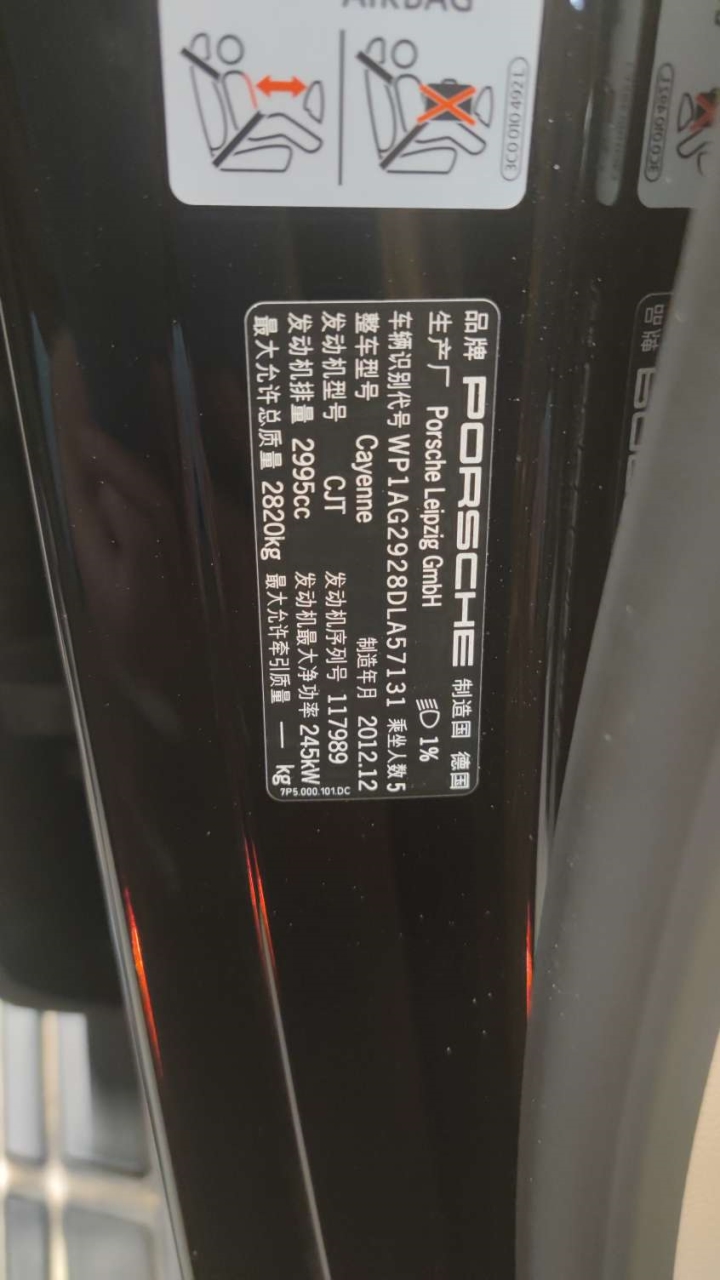 AIRBAG
3C0 010 492 L
品牌 PORSCHE 制造国 德国
生产厂 Porsche Leipzig GmbH 1%
车辆识别代号 WP1AG2928DLA57131 乘坐人数 5
整车型号 Cayenne 制造年月 2012.12
发动机型号 CJT 发动机序列号 117989
发动机排量 2995cc 发动机最大净功率 245kW
最大允许总质量 2820kg 最大允许牵引质量 — kg
7P5.000.101.DC
品牌